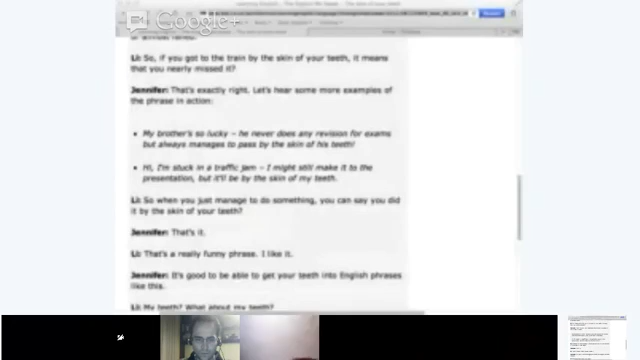 Google+
Li: So, if you got to the train by the skin of your teeth, it means
that you nearly missed it?
Jennifer: That's exactly right. Let's hear some more examples of
the phrase in action:
• My brother's so lucky – he never does any revision for exams
but always manages to pass by the skin of his teeth!
• Hi, I'm stuck in a traffic jam – I might still make it to the
presentation, but it'll be by the skin of my teeth.
Li: So when you just manage to do something, you can say you did
it by the skin of your teeth?
Jennifer: That's it.
Li: That's a really funny phrase. I like it.
Jennifer: It's good to be able to get your teeth into English phrases
like this.
Li: My teeth? What about my teeth?